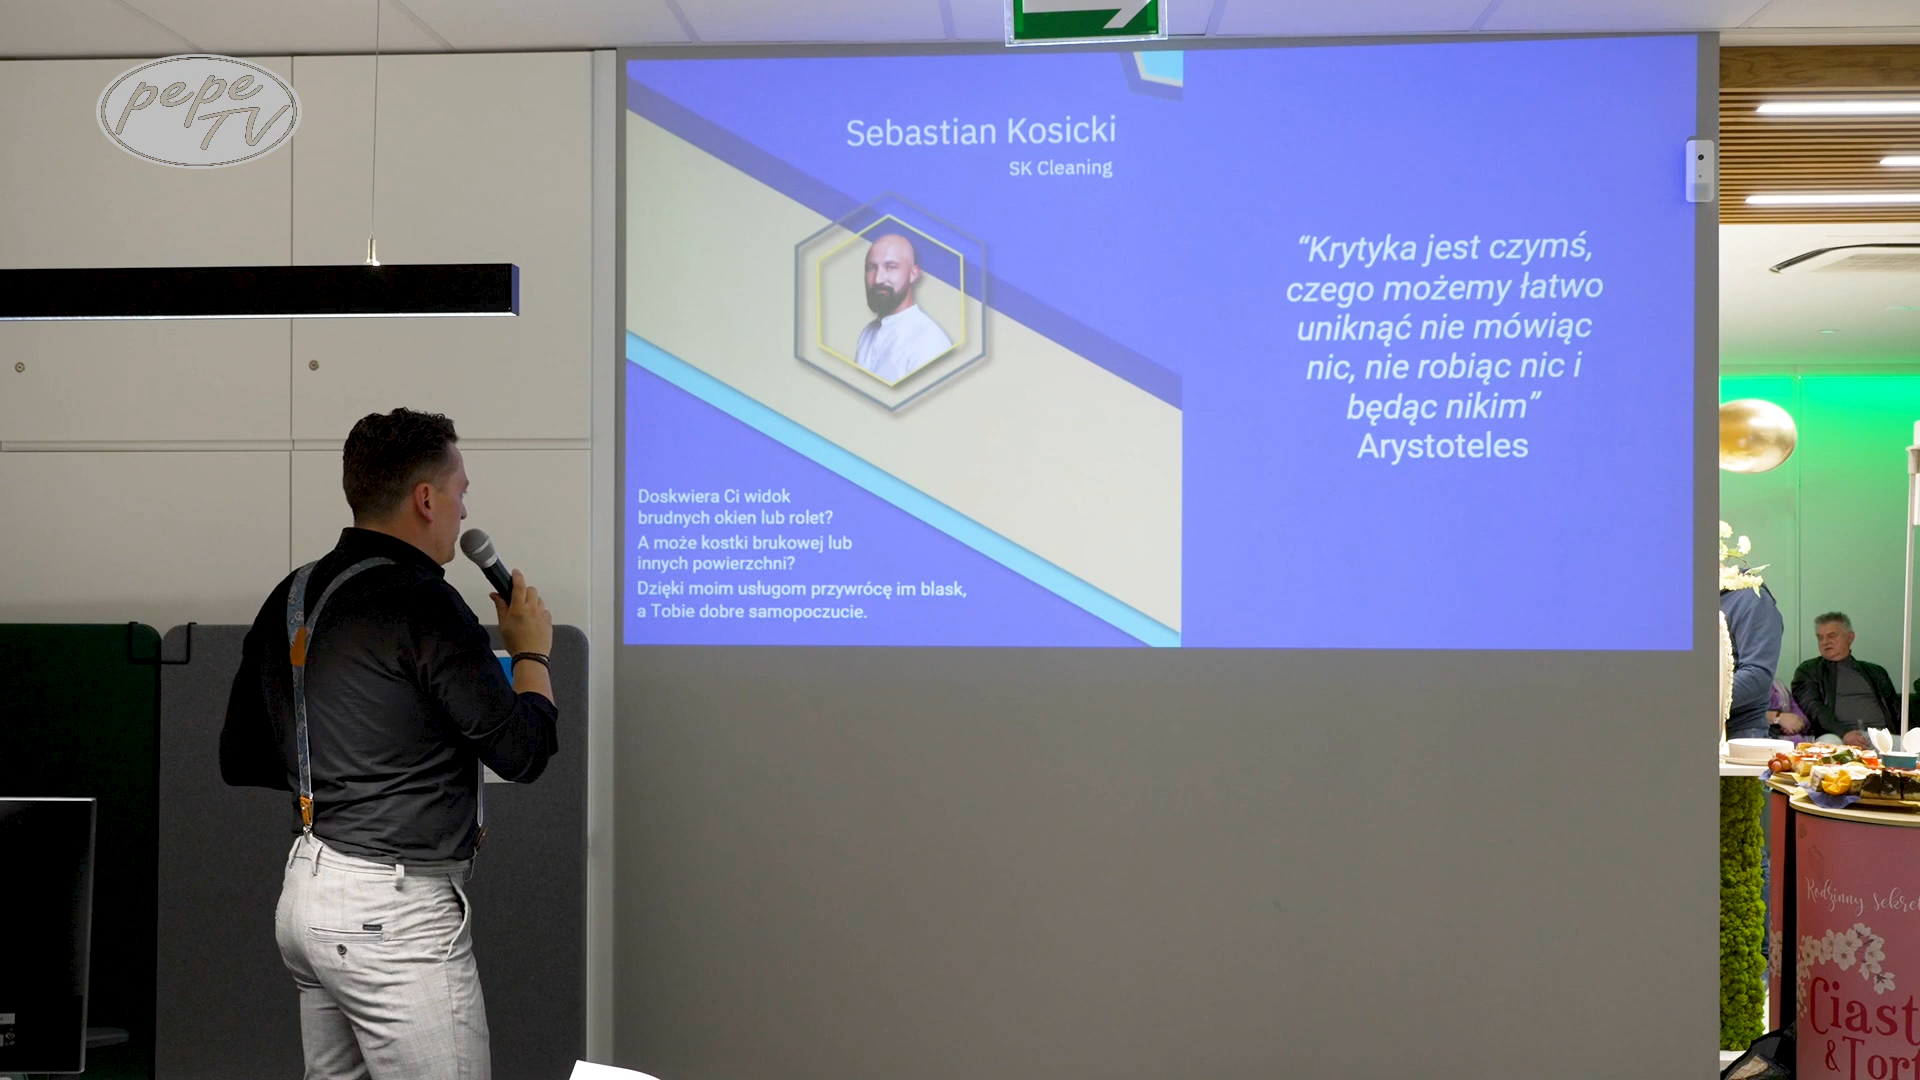 pepe
TV
Sebastian Kosicki
SK Cleaning
Doskwiera Ci widok
brudnych okien lub rolet?
A może kostki brukowej lub
innych powierzchni?
Dzięki moim usługom przywrócę im blask,
a Tobie dobre samopoczucie.
“Krytyka jest czymś,
czego możemy łatwo
uniknąć nie mówiąc
nic, nie robiąc nic i
będąc nikim”
Arystoteles
Rodzinny
Ciast
& Tort